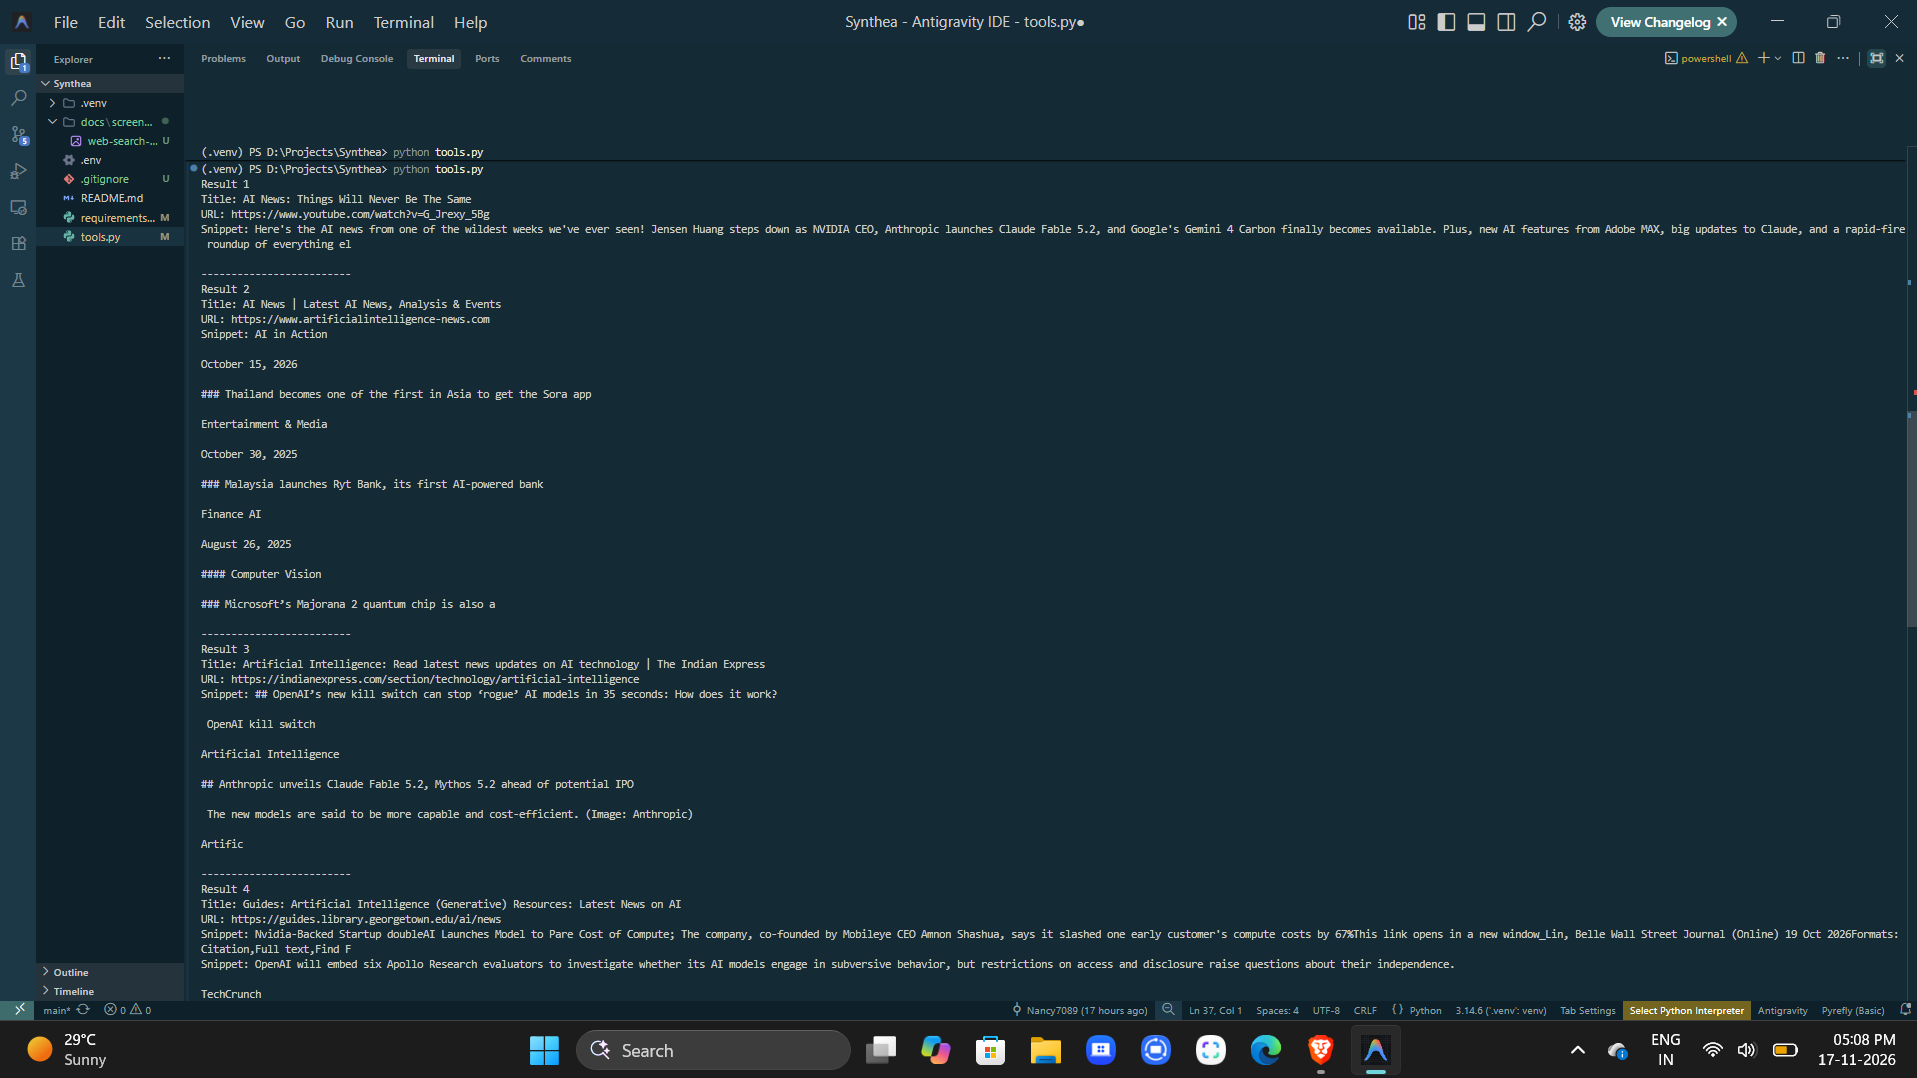 File Edit Selection View Go Run Terminal Help
Synthea - Antigravity IDE - tools.py●
View Changelog ×
Explorer ···
Synthea
.venv
docs\screen...
web-search-... U
.env
.gitignore U
README.md
requirements... M
tools.py M
Outline
Timeline
Problems Output Debug Console Terminal Ports Comments
powershell
(.venv) PS D:\Projects\Synthea> python tools.py
(.venv) PS D:\Projects\Synthea> python tools.py
Result 1
Title: AI News: Things Will Never Be The Same
URL: https://www.youtube.com/watch?v=G_Jrexy_5Bg
Snippet: Here's the AI news from one of the wildest weeks we've ever seen! Jensen Huang steps down as NVIDIA CEO, Anthropic launches Claude Fable 5.2, and Google's Gemini 4 Carbon finally becomes available. Plus, new AI features from Adobe MAX, big updates to Claude, and a rapid-fire
roundup of everything el
-------------------------
Result 2
Title: AI News | Latest AI News, Analysis & Events
URL: https://www.artificialintelligence-news.com
Snippet: AI in Action
October 15, 2026
### Thailand becomes one of the first in Asia to get the Sora app
Entertainment & Media
October 30, 2025
### Malaysia launches Ryt Bank, its first AI-powered bank
Finance AI
August 26, 2025
#### Computer Vision
### Microsoft’s Majorana 2 quantum chip is also a
-------------------------
Result 3
Title: Artificial Intelligence: Read latest news updates on AI technology | The Indian Express
URL: https://indianexpress.com/section/technology/artificial-intelligence
Snippet: ## OpenAI’s new kill switch can stop ‘rogue’ AI models in 35 seconds: How does it work?
OpenAI kill switch
Artificial Intelligence
## Anthropic unveils Claude Fable 5.2, Mythos 5.2 ahead of potential IPO
The new models are said to be more capable and cost-efficient. (Image: Anthropic)
Artific
-------------------------
Result 4
Title: Guides: Artificial Intelligence (Generative) Resources: Latest News on AI
URL: https://guides.library.georgetown.edu/ai/news
Snippet: Nvidia-Backed Startup doubleAI Launches Model to Pare Cost of Compute; The company, co-founded by Mobileye CEO Amnon Shashua, says it slashed one early customer's compute costs by 67%This link opens in a new window_Lin, Belle Wall Street Journal (Online) 19 Oct 2026Formats:
Citation,Full text,Find F
Snippet: OpenAI will embed six Apollo Research evaluators to investigate whether its AI models engage in subversive behavior, but restrictions on access and disclosure raise questions about their independence.
TechCrunch
main* 0 0 Nancy7089 (17 hours ago) Ln 37, Col 1 Spaces: 4 UTF-8 CRLF { } Python 3.14.6 ('.venv': venv) Tab Settings Select Python Interpreter Antigravity Pyrefly (Basic)
29°C
Sunny
Search
ENG
IN
05:08 PM
17-11-2026